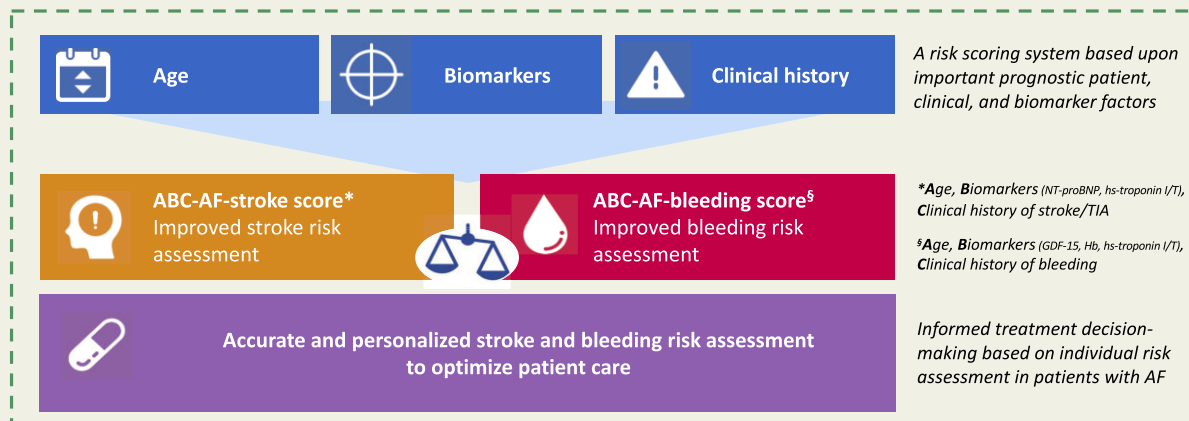 Age
Biomarkers
Clinical history
A risk scoring system based upon
important prognostic patient,
clinical, and biomarker factors
ABC-AF-stroke score*
Improved stroke risk
assessment
ABC-AF-bleeding score§
Improved bleeding risk
assessment
*Age, Biomarkers (NT-proBNP, hs-troponin I/T),
Clinical history of stroke/TIA
§Age, Biomarkers (GDF-15, Hb, hs-troponin I/T),
Clinical history of bleeding
Accurate and personalized stroke and bleeding risk assessment
to optimize patient care
Informed treatment decision-
making based on individual risk
assessment in patients with AF